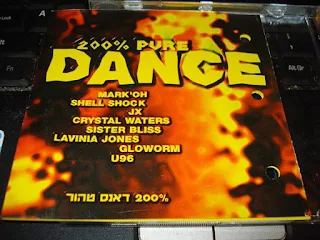 200% PURE
DANCE
MARK'OH
SHELL SHOCK
JX
CRYSTAL WATERS
SISTER BLISS
LAVINIA JONES
GLOWORM
U96
200% דאנס טהור